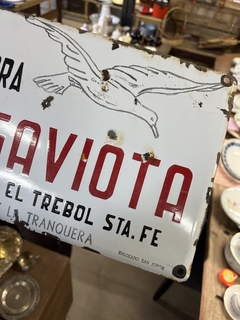 RA
GAVIOTA
EL TREBOL STA.FE
LA TRANQUERA